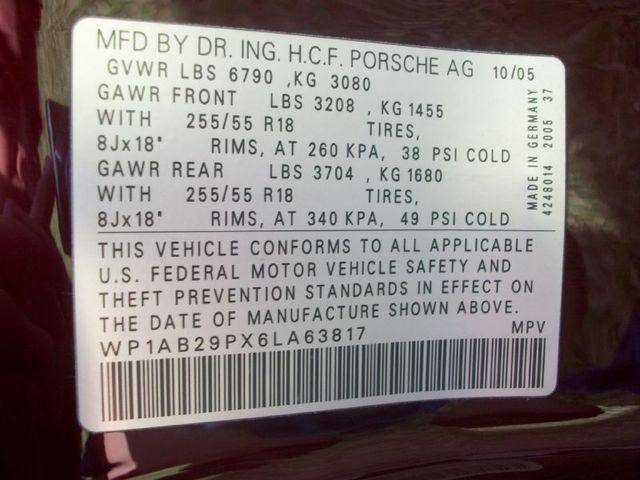 MFD BY DR. ING. H.C.F. PORSCHE AG 10/05
GVWR LBS 6790 ,KG 3080
GAWR FRONT LBS 3208 , KG 1455
WITH 255/55 R18 TIRES,
8Jx18" RIMS, AT 260 KPA, 38 PSI COLD
GAWR REAR LBS 3704 , KG 1680
WITH 255/55 R18 TIRES,
8Jx18" RIMS, AT 340 KPA, 49 PSI COLD
MADE IN GERMANY
4248014 2005 37
THIS VEHICLE CONFORMS TO ALL APPLICABLE
U.S. FEDERAL MOTOR VEHICLE SAFETY AND
THEFT PREVENTION STANDARDS IN EFFECT ON
THE DATE OF MANUFACTURE SHOWN ABOVE.
WP1AB29PX6LA63817 MPV